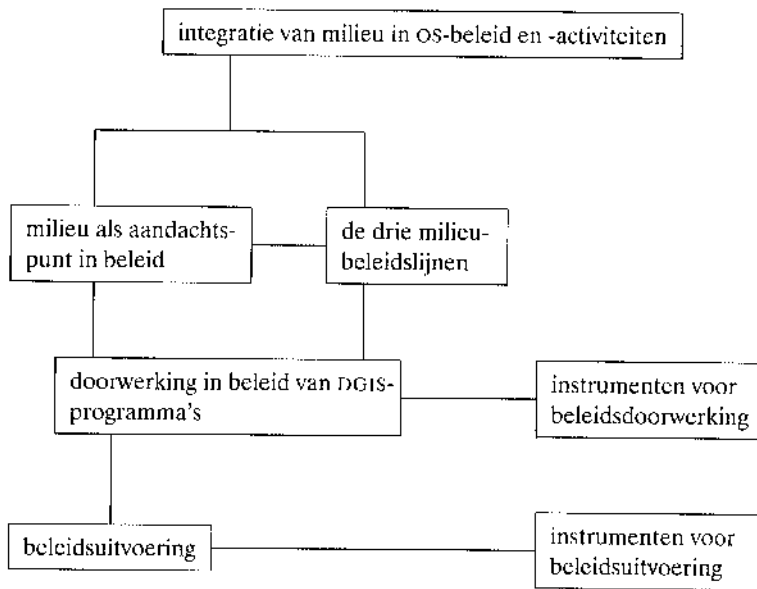 integratie van milieu in OS-beleid en -activiteiten
milieu als aandachts-
punt in beleid
de drie milieu-
beleidslijnen
doorwerking in beleid van DGIS-
programma's
instrumenten voor
beleidsdoorwerking
beleidsuitvoering
instrumenten voor
beleidsuitvoering